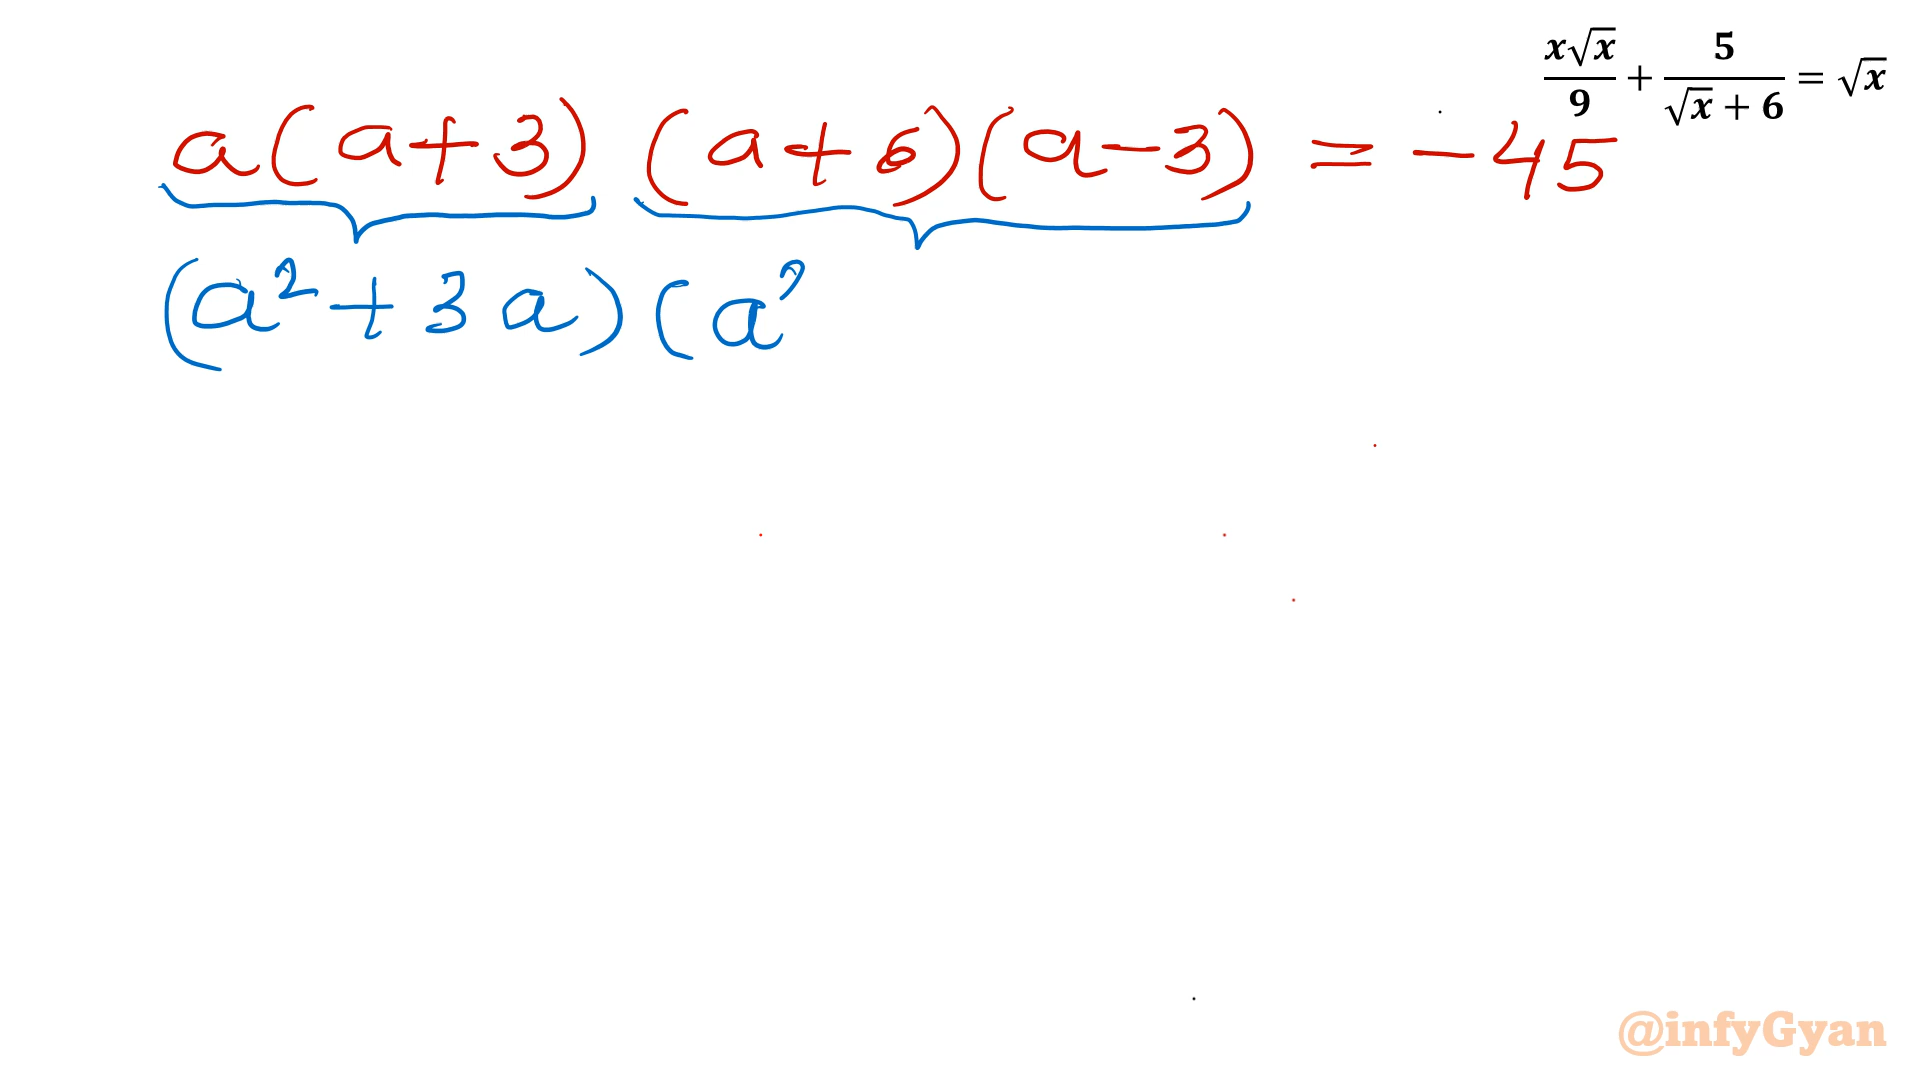 x√x/9 + 5/(√x + 6) = √x
a(a+3)(a+6)(a-3) = -45
(a²+3a)(a²
@infyGyan